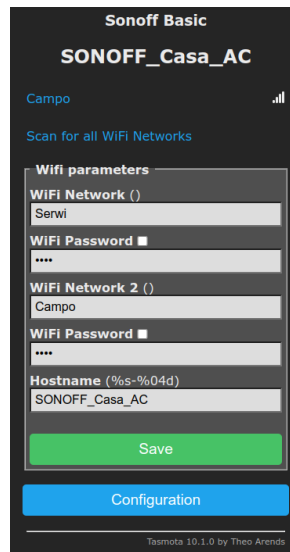 Sonoff Basic
SONOFF_Casa_AC
Campo
Scan for all WiFi Networks
Wifi parameters
WiFi Network ()
Serwi
WiFi Password
••••
WiFi Network 2 ()
Campo
WiFi Password
••••
Hostname (%s-%04d)
SONOFF_Casa_AC
Save
Configuration
Tasmota 10.1.0 by Theo Arends